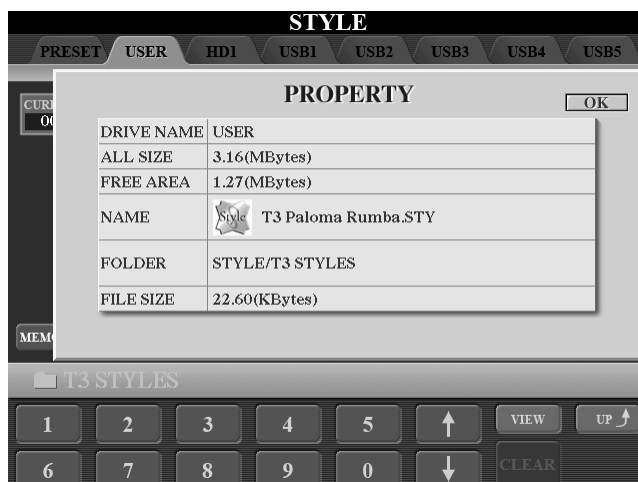 STYLE
PRESET USER HD1 USB1 USB2 USB3 USB4 USB5
PROPERTY
OK
DRIVE NAME USER
ALL SIZE 3.16(MBytes)
FREE AREA 1.27(MBytes)
NAME Style T3 Paloma Rumba.STY
FOLDER STYLE/T3 STYLES
FILE SIZE 22.60(KBytes)
T3 STYLES
1 2 3 4 5 VIEW UP
6 7 8 9 0 CLEAR